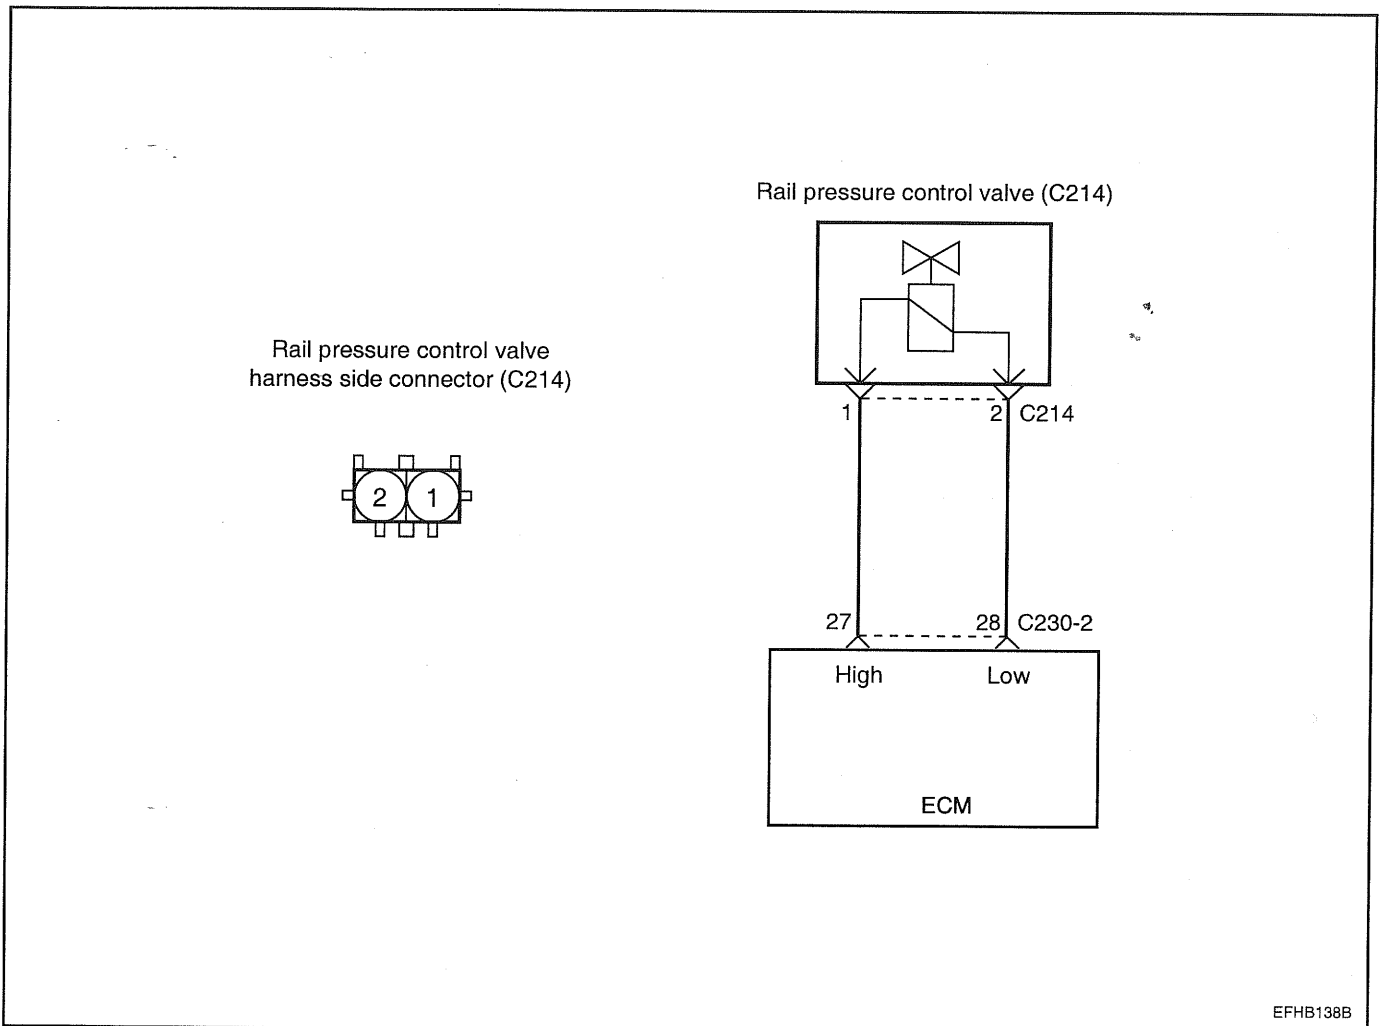 Rail pressure control valve (C214)
Rail pressure control valve
harness side connector (C214)
1
2 C214
2 1
27
28 C230-2
High Low
ECM
EFHB138B